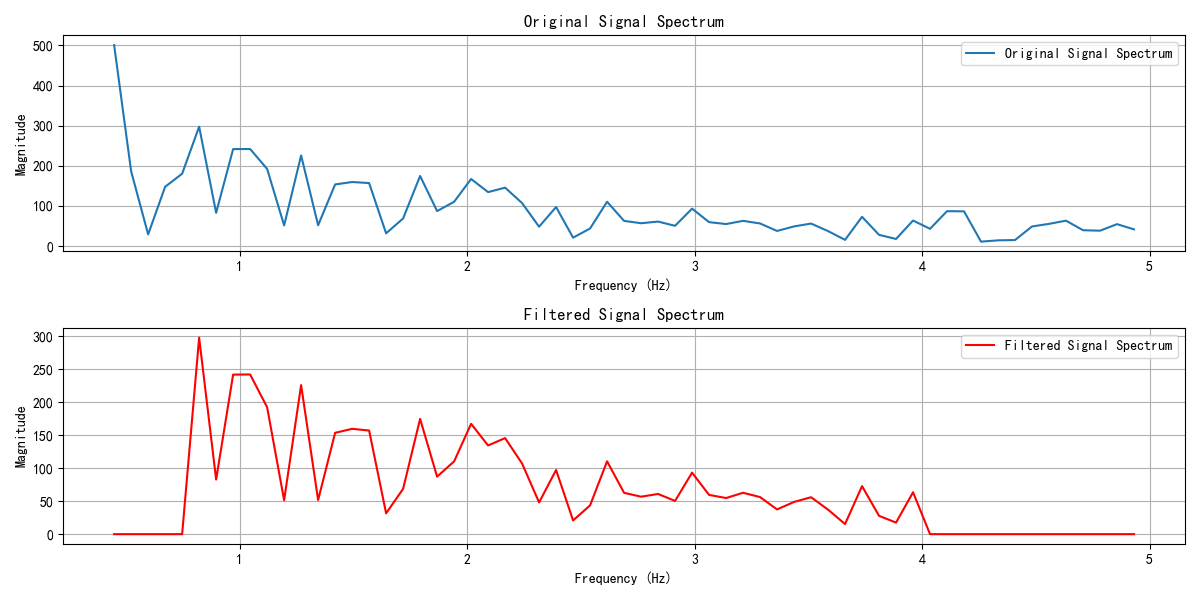 Original Signal Spectrum
Original Signal Spectrum
500
400
300
200
100
0
Magnitude
1 2 3 4 5
Frequency (Hz)
Filtered Signal Spectrum
Filtered Signal Spectrum
300
250
200
150
100
50
0
Magnitude
1 2 3 4 5
Frequency (Hz)